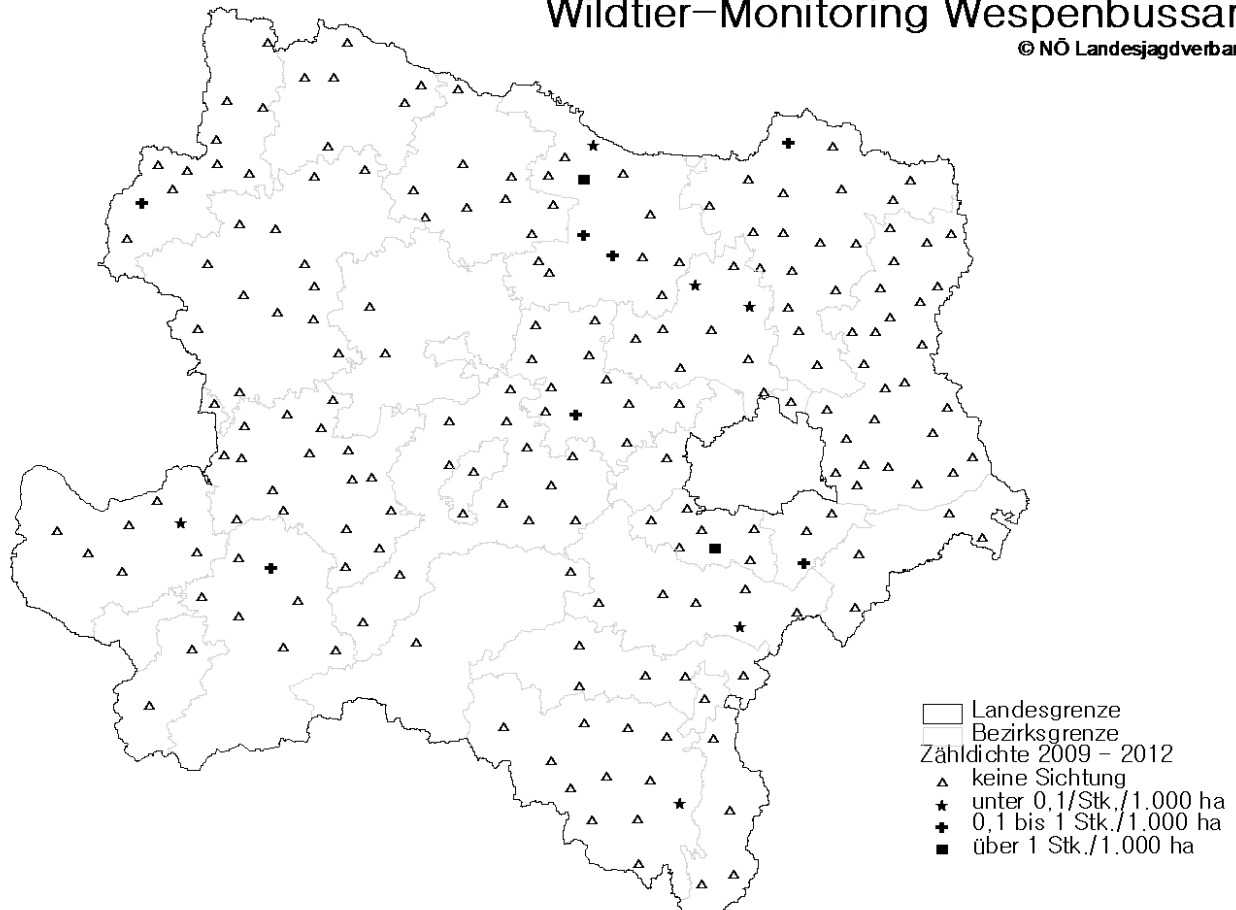 Wildtier-Monitoring Wespenbussar
© NÖ Landesjagdverbar
Landesgrenze
Bezirksgrenze
Zähldichte 2009 - 2012
keine Sichtung
unter 0,1/Stk./1.000 ha
0,1 bis 1 Stk./1.000 ha
über 1 Stk./1.000 ha